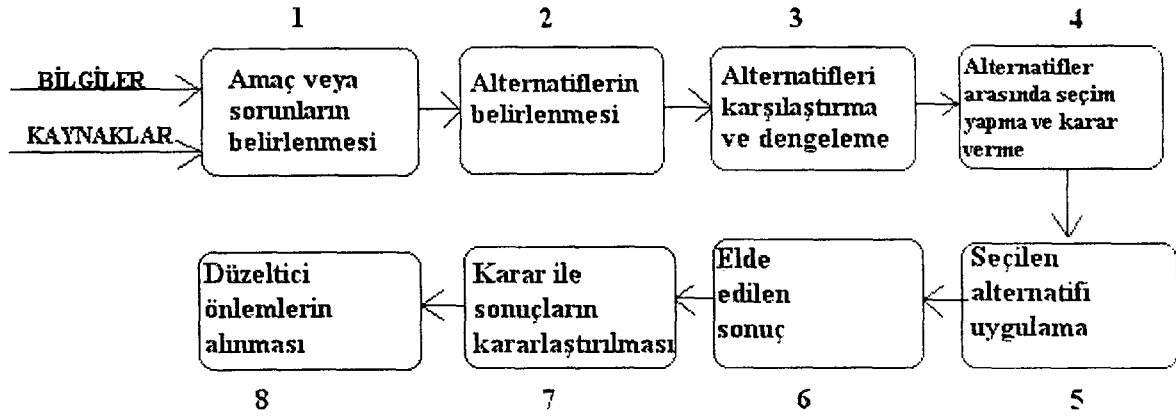 1
2
3
4
BİLGİLER
KAYNAKLAR
Amaç veya
sorunların
belirlenmesi
Alternatiflerin
belirlenmesi
Alternatifleri
karşılaştırma
ve dengeleme
Alternatifler
arasında seçim
yapma ve karar
verme
Seçilen
alternatifi
uygulama
Elde
edilen
sonuç
Karar ile
sonuçların
kararlaştırılması
Düzeltici
önlemlerin
alınması
8
7
6
5